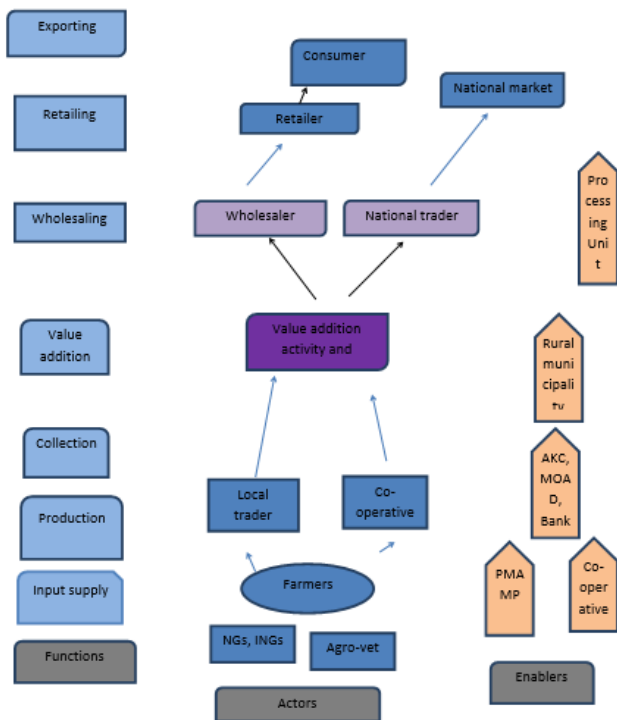 Exporting
Consumer
National market
Retailing
Retailer
Pro
cess
ing
Uni
t
Wholesaling
Wholesaler
National trader
Value
addition
Value addition
activity and
Rural
muni
cipali
ty
Collection
AKC,
MOA
D,
Bank
Local
trader
Co-
operative
Production
Farmers
PMA
MP
Co-
oper
ative
Input supply
NGs, INGs
Agro-vet
Functions
Enablers
Actors